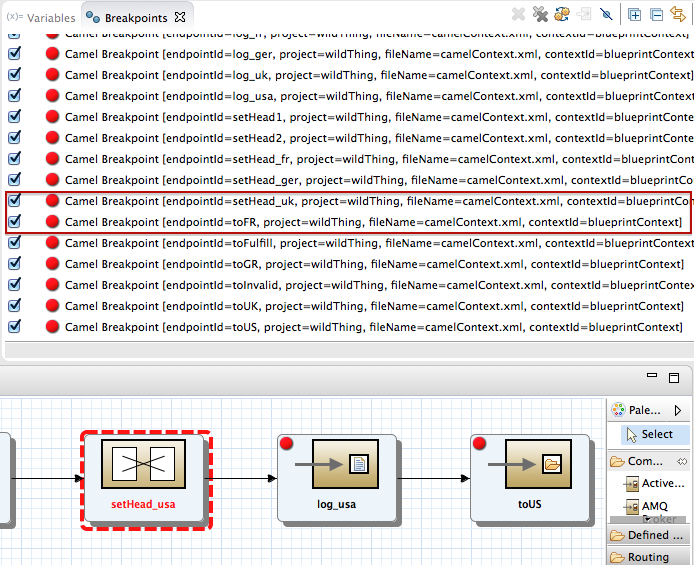 (x)= Variables
Breakpoints
Camel Breakpoint [endpointId=log_fr, project=wildThing, fileName=camelContext.xml, contextId=blueprintContext]
Camel Breakpoint [endpointId=log_ger, project=wildThing, fileName=camelContext.xml, contextId=blueprintContex
Camel Breakpoint [endpointId=log_uk, project=wildThing, fileName=camelContext.xml, contextId=blueprintContext]
Camel Breakpoint [endpointId=log_usa, project=wildThing, fileName=camelContext.xml, contextId=blueprintContex
Camel Breakpoint [endpointId=setHead1, project=wildThing, fileName=camelContext.xml, contextId=blueprintConte
Camel Breakpoint [endpointId=setHead2, project=wildThing, fileName=camelContext.xml, contextId=blueprintConte
Camel Breakpoint [endpointId=setHead_fr, project=wildThing, fileName=camelContext.xml, contextId=blueprintCont
Camel Breakpoint [endpointId=setHead_ger, project=wildThing, fileName=camelContext.xml, contextId=blueprintCo
Camel Breakpoint [endpointId=setHead_uk, project=wildThing, fileName=camelContext.xml, contextId=blueprintCon
Camel Breakpoint [endpointId=toFR, project=wildThing, fileName=camelContext.xml, contextId=blueprintContext]
Camel Breakpoint [endpointId=toFulfill, project=wildThing, fileName=camelContext.xml, contextId=blueprintContext
Camel Breakpoint [endpointId=toGR, project=wildThing, fileName=camelContext.xml, contextId=blueprintContext]
Camel Breakpoint [endpointId=toInvalid, project=wildThing, fileName=camelContext.xml, contextId=blueprintContex
Camel Breakpoint [endpointId=toUK, project=wildThing, fileName=camelContext.xml, contextId=blueprintContext]
Camel Breakpoint [endpointId=toUS, project=wildThing, fileName=camelContext.xml, contextId=blueprintContext]
Pale...
Select
Com...
Active...
AMQ
Broker
Defined ...
Routing
setHead_usa
log_usa
toUS